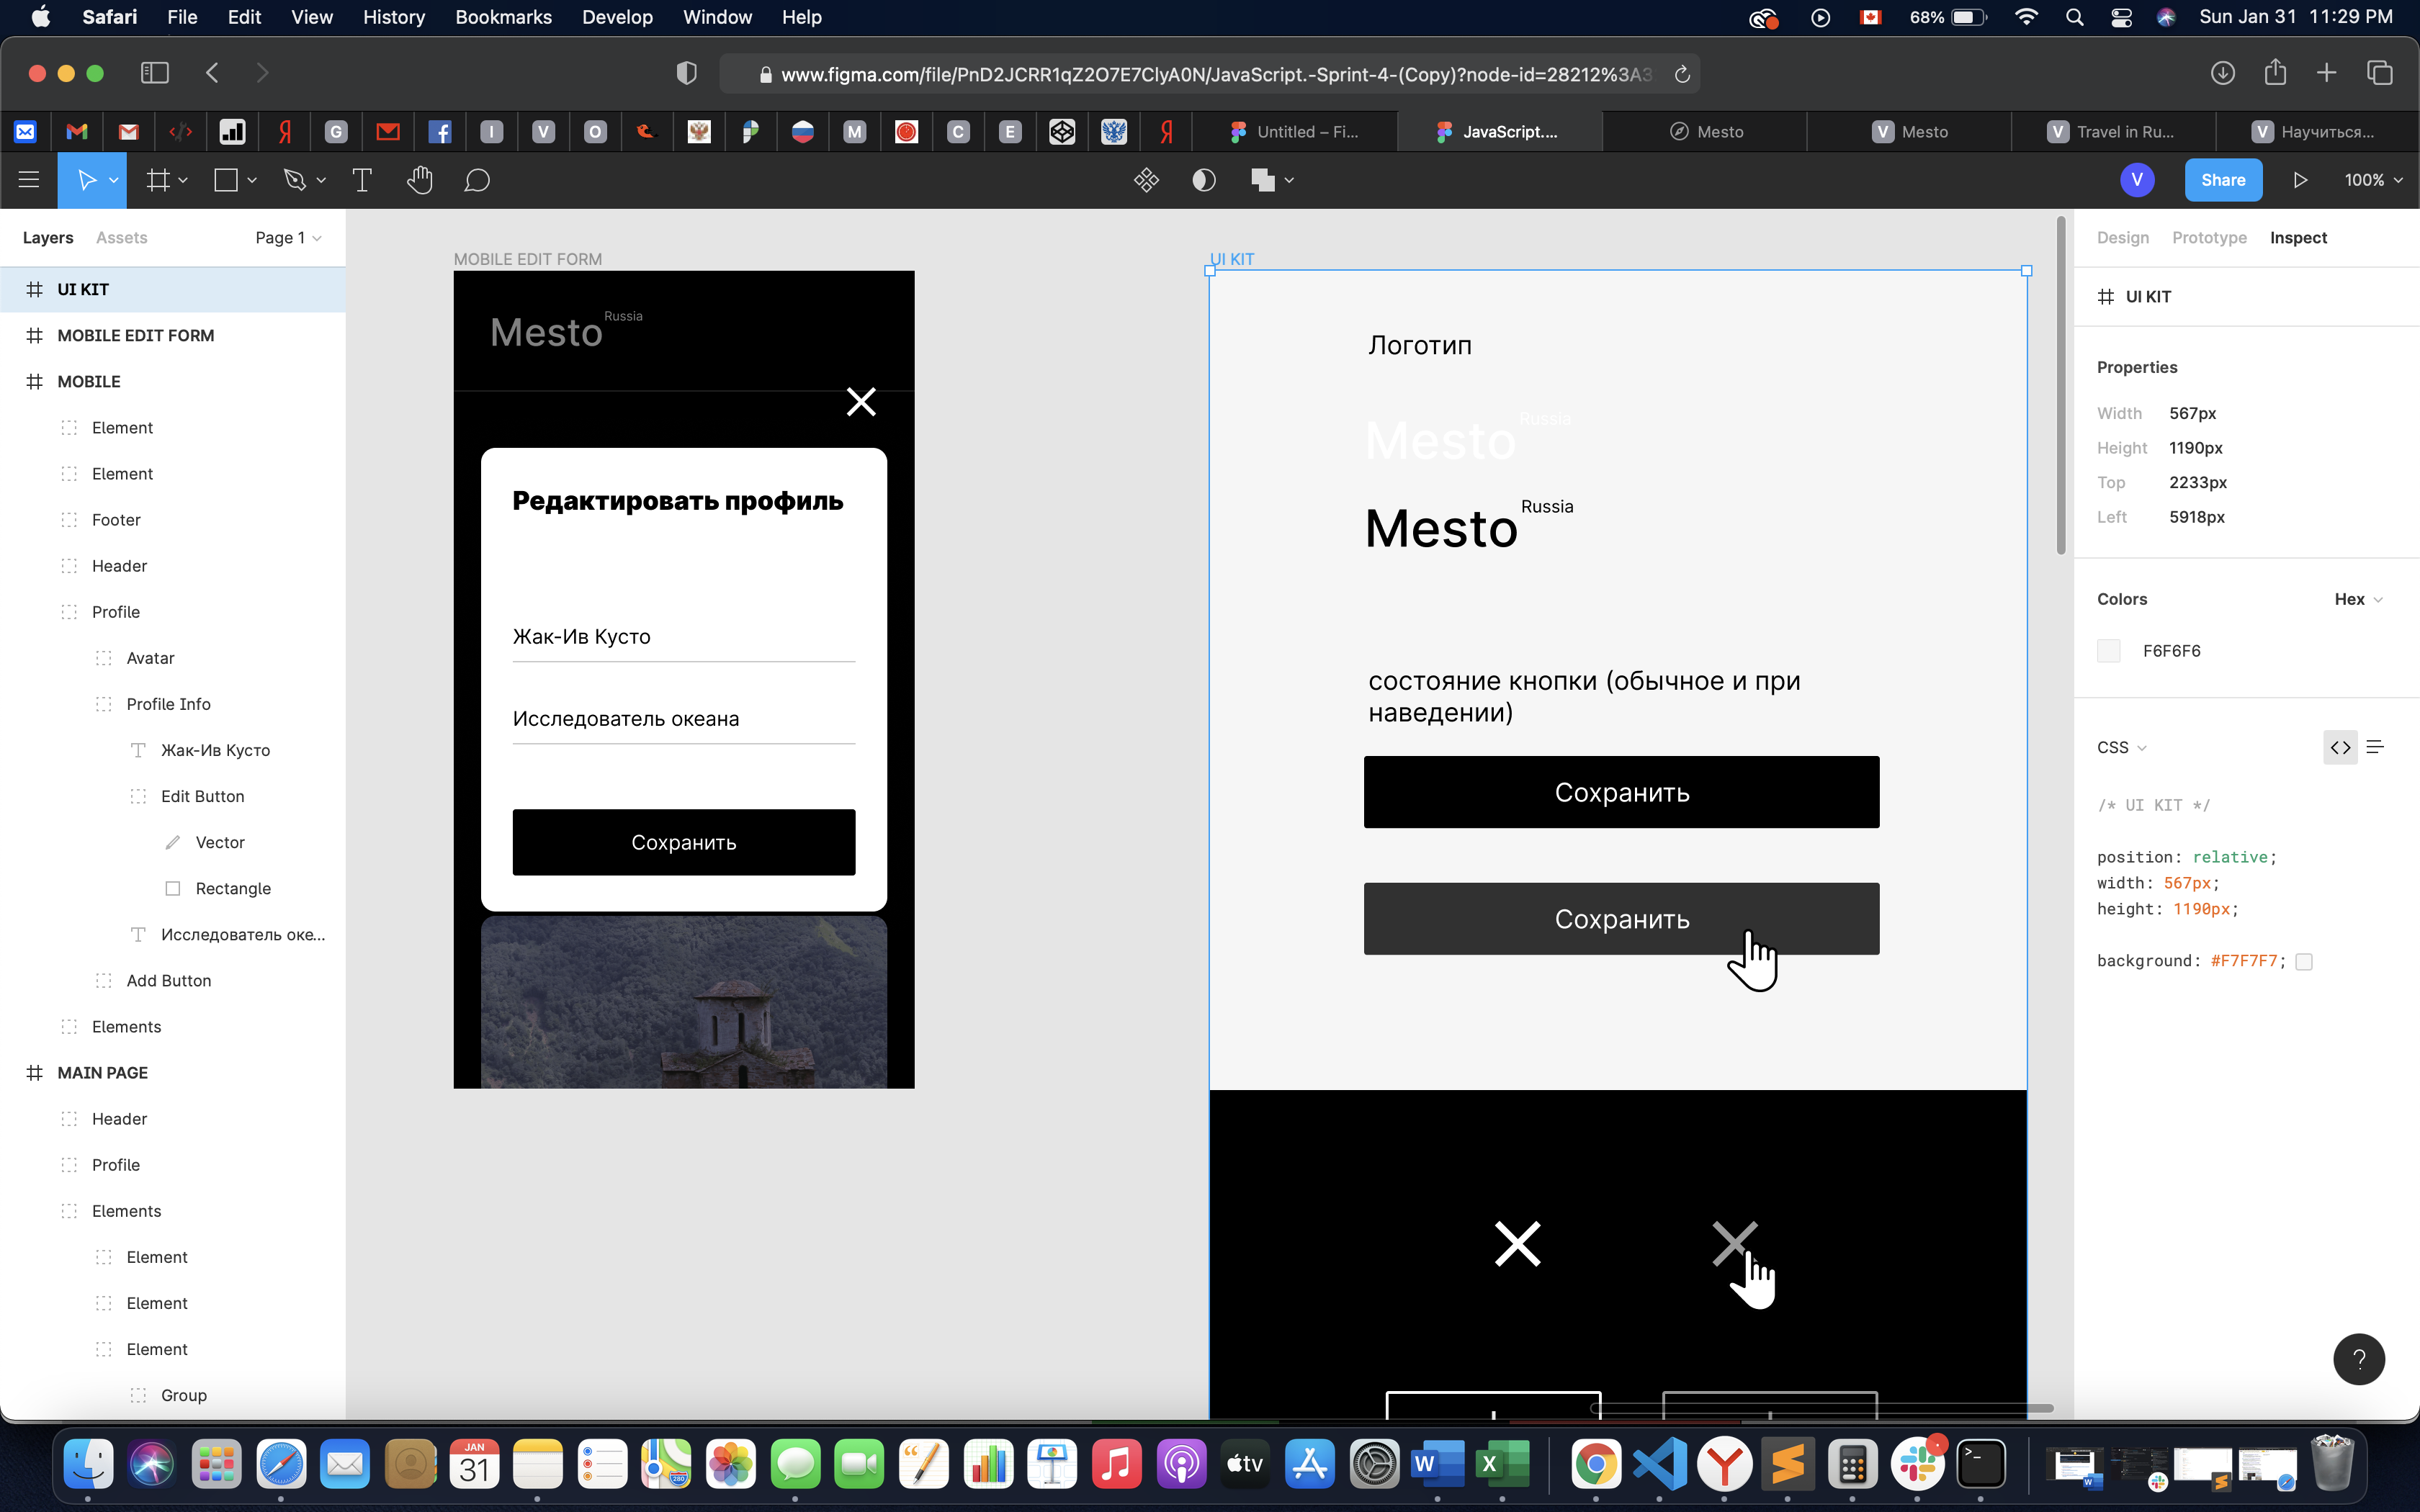 Safari File Edit View History Bookmarks Develop Window Help
68% Sun Jan 31 11:29 PM
www.figma.com/file/PnD2JCRR1qZ2O7E7ClyA0N/JavaScript.-Sprint-4-(Copy)?node-id=28212%3A3
Я G I V O M C E Я
Untitled – Fi...
JavaScript....
Mesto
V Mesto
V Travel in Ru...
V Научиться...
V
Share
100%
Layers
Assets
Page 1
UI KIT
MOBILE EDIT FORM
MOBILE
Element
Element
Footer
Header
Profile
Avatar
Profile Info
Жак-Ив Кусто
Edit Button
Vector
Rectangle
Исследователь оке...
Add Button
Elements
MAIN PAGE
Header
Profile
Elements
Element
Element
Element
Group
MOBILE EDIT FORM
Mesto Russia
Редактировать профиль
Жак-Ив Кусто
Исследователь океана
Сохранить
UI KIT
Логотип
Mesto Russia
Mesto Russia
состояние кнопки (обычное и при
наведении)
Сохранить
Сохранить
Design
Prototype
Inspect
UI KIT
Properties
Width 567px
Height 1190px
Top 2233px
Left 5918px
Colors
Hex
F6F6F6
CSS
/* UI KIT */
position: relative;
width: 567px;
height: 1190px;
background: #F7F7F7;
?
JAN
31
280
tv
W
X